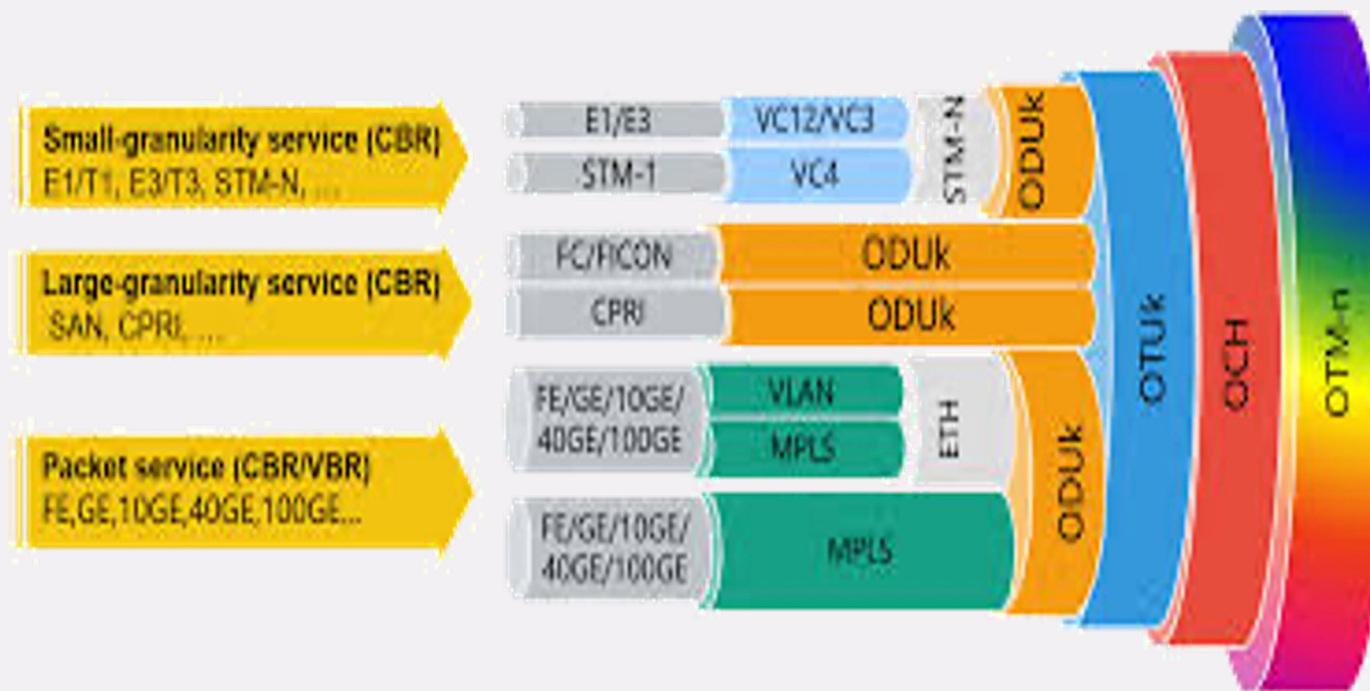 Small-granularity service (CBR)
E1/T1, E3/T3, STM-N, ...
Large-granularity service (CBR)
SAN, CPRI, ...
Packet service (CBR/VBR)
FE,GE,10GE,40GE,100GE...
E1/E3
VC12/VC3
STM-1
VC4
STM-N
ODUk
FC/FICON
ODUk
CPRI
ODUk
FE/GE/10GE/
40GE/100GE
VLAN
MPLS
ETH
FE/GE/10GE/
40GE/100GE
MPLS
ODUk
OTUk
OCH
OTM-n